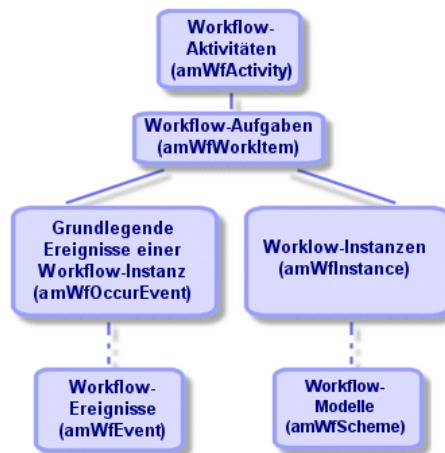 Workflow-
Aktivitäten
(amWfActivity)
Workflow-Aufgaben
(amWfWorkItem)
Grundlegende
Ereignisse einer
Workflow-Instanz
(amWfOccurEvent)
Worklow-Instanzen
(amWfInstance)
Workflow-
Ereignisse
(amWfEvent)
Workflow-
Modelle
(amWfScheme)